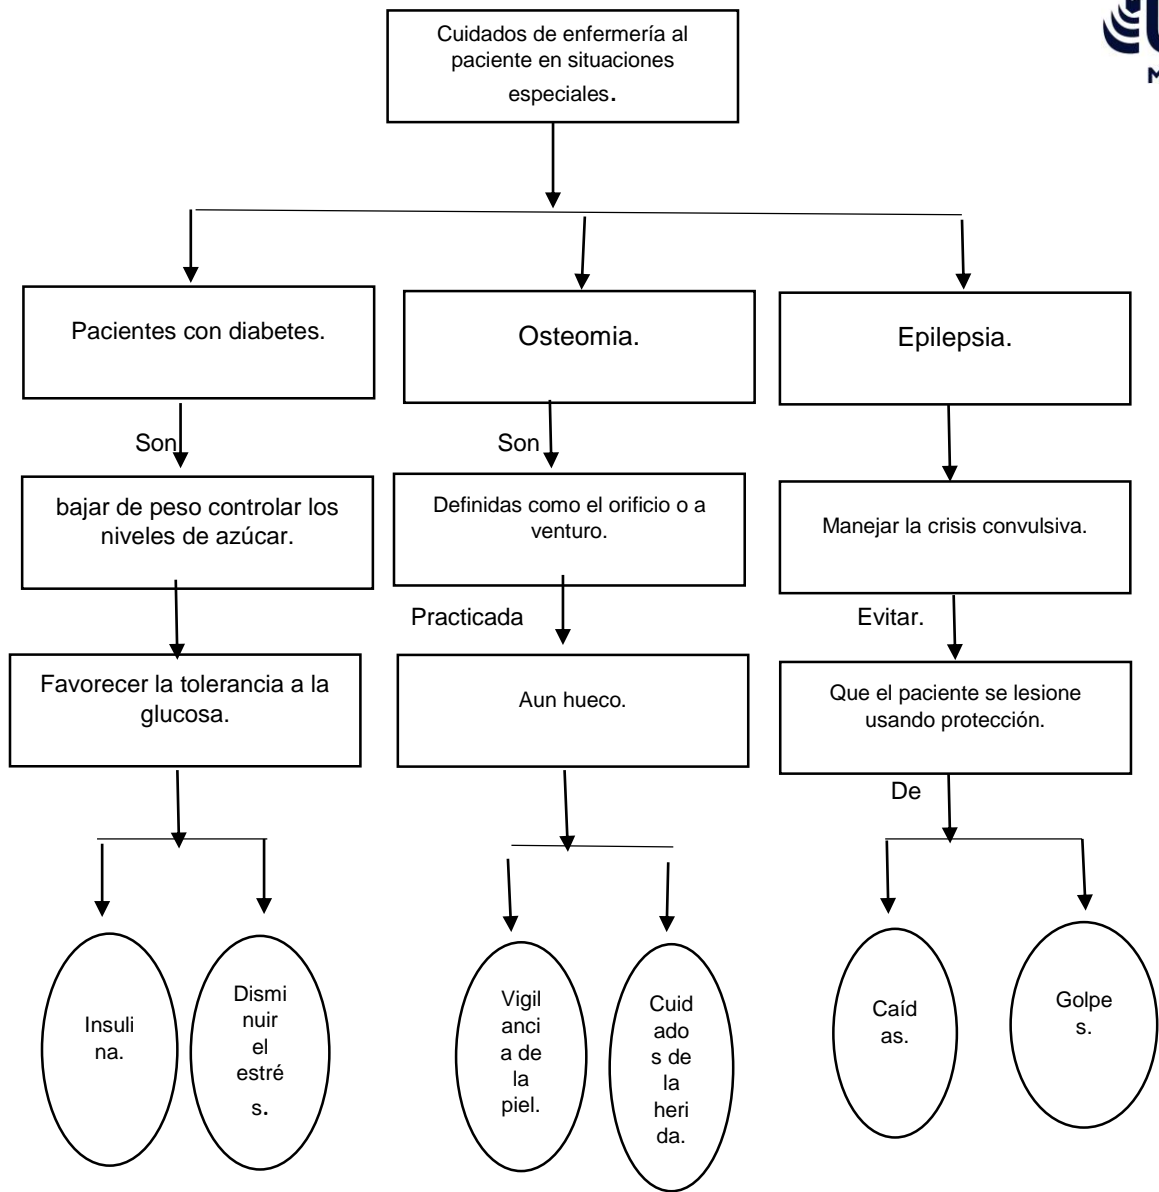 Cuidados de enfermería al
paciente en situaciones
especiales.
Pacientes con diabetes.
Osteomia.
Epilepsia.
Son
Son
bajar de peso controlar los
niveles de azúcar.
Definidas como el orificio o a
venturo.
Manejar la crisis convulsiva.
Practicada
Evitar.
Favorecer la tolerancia a la
glucosa.
Aun hueco.
Que el paciente se lesione
usando protección.
De
Insuli
na.
Dismi
nuir
el
estré
s.
Vigil
anci
a de
la
piel.
Cuid
ado
s de
la
heri
da.
Caíd
as.
Golpe
s.